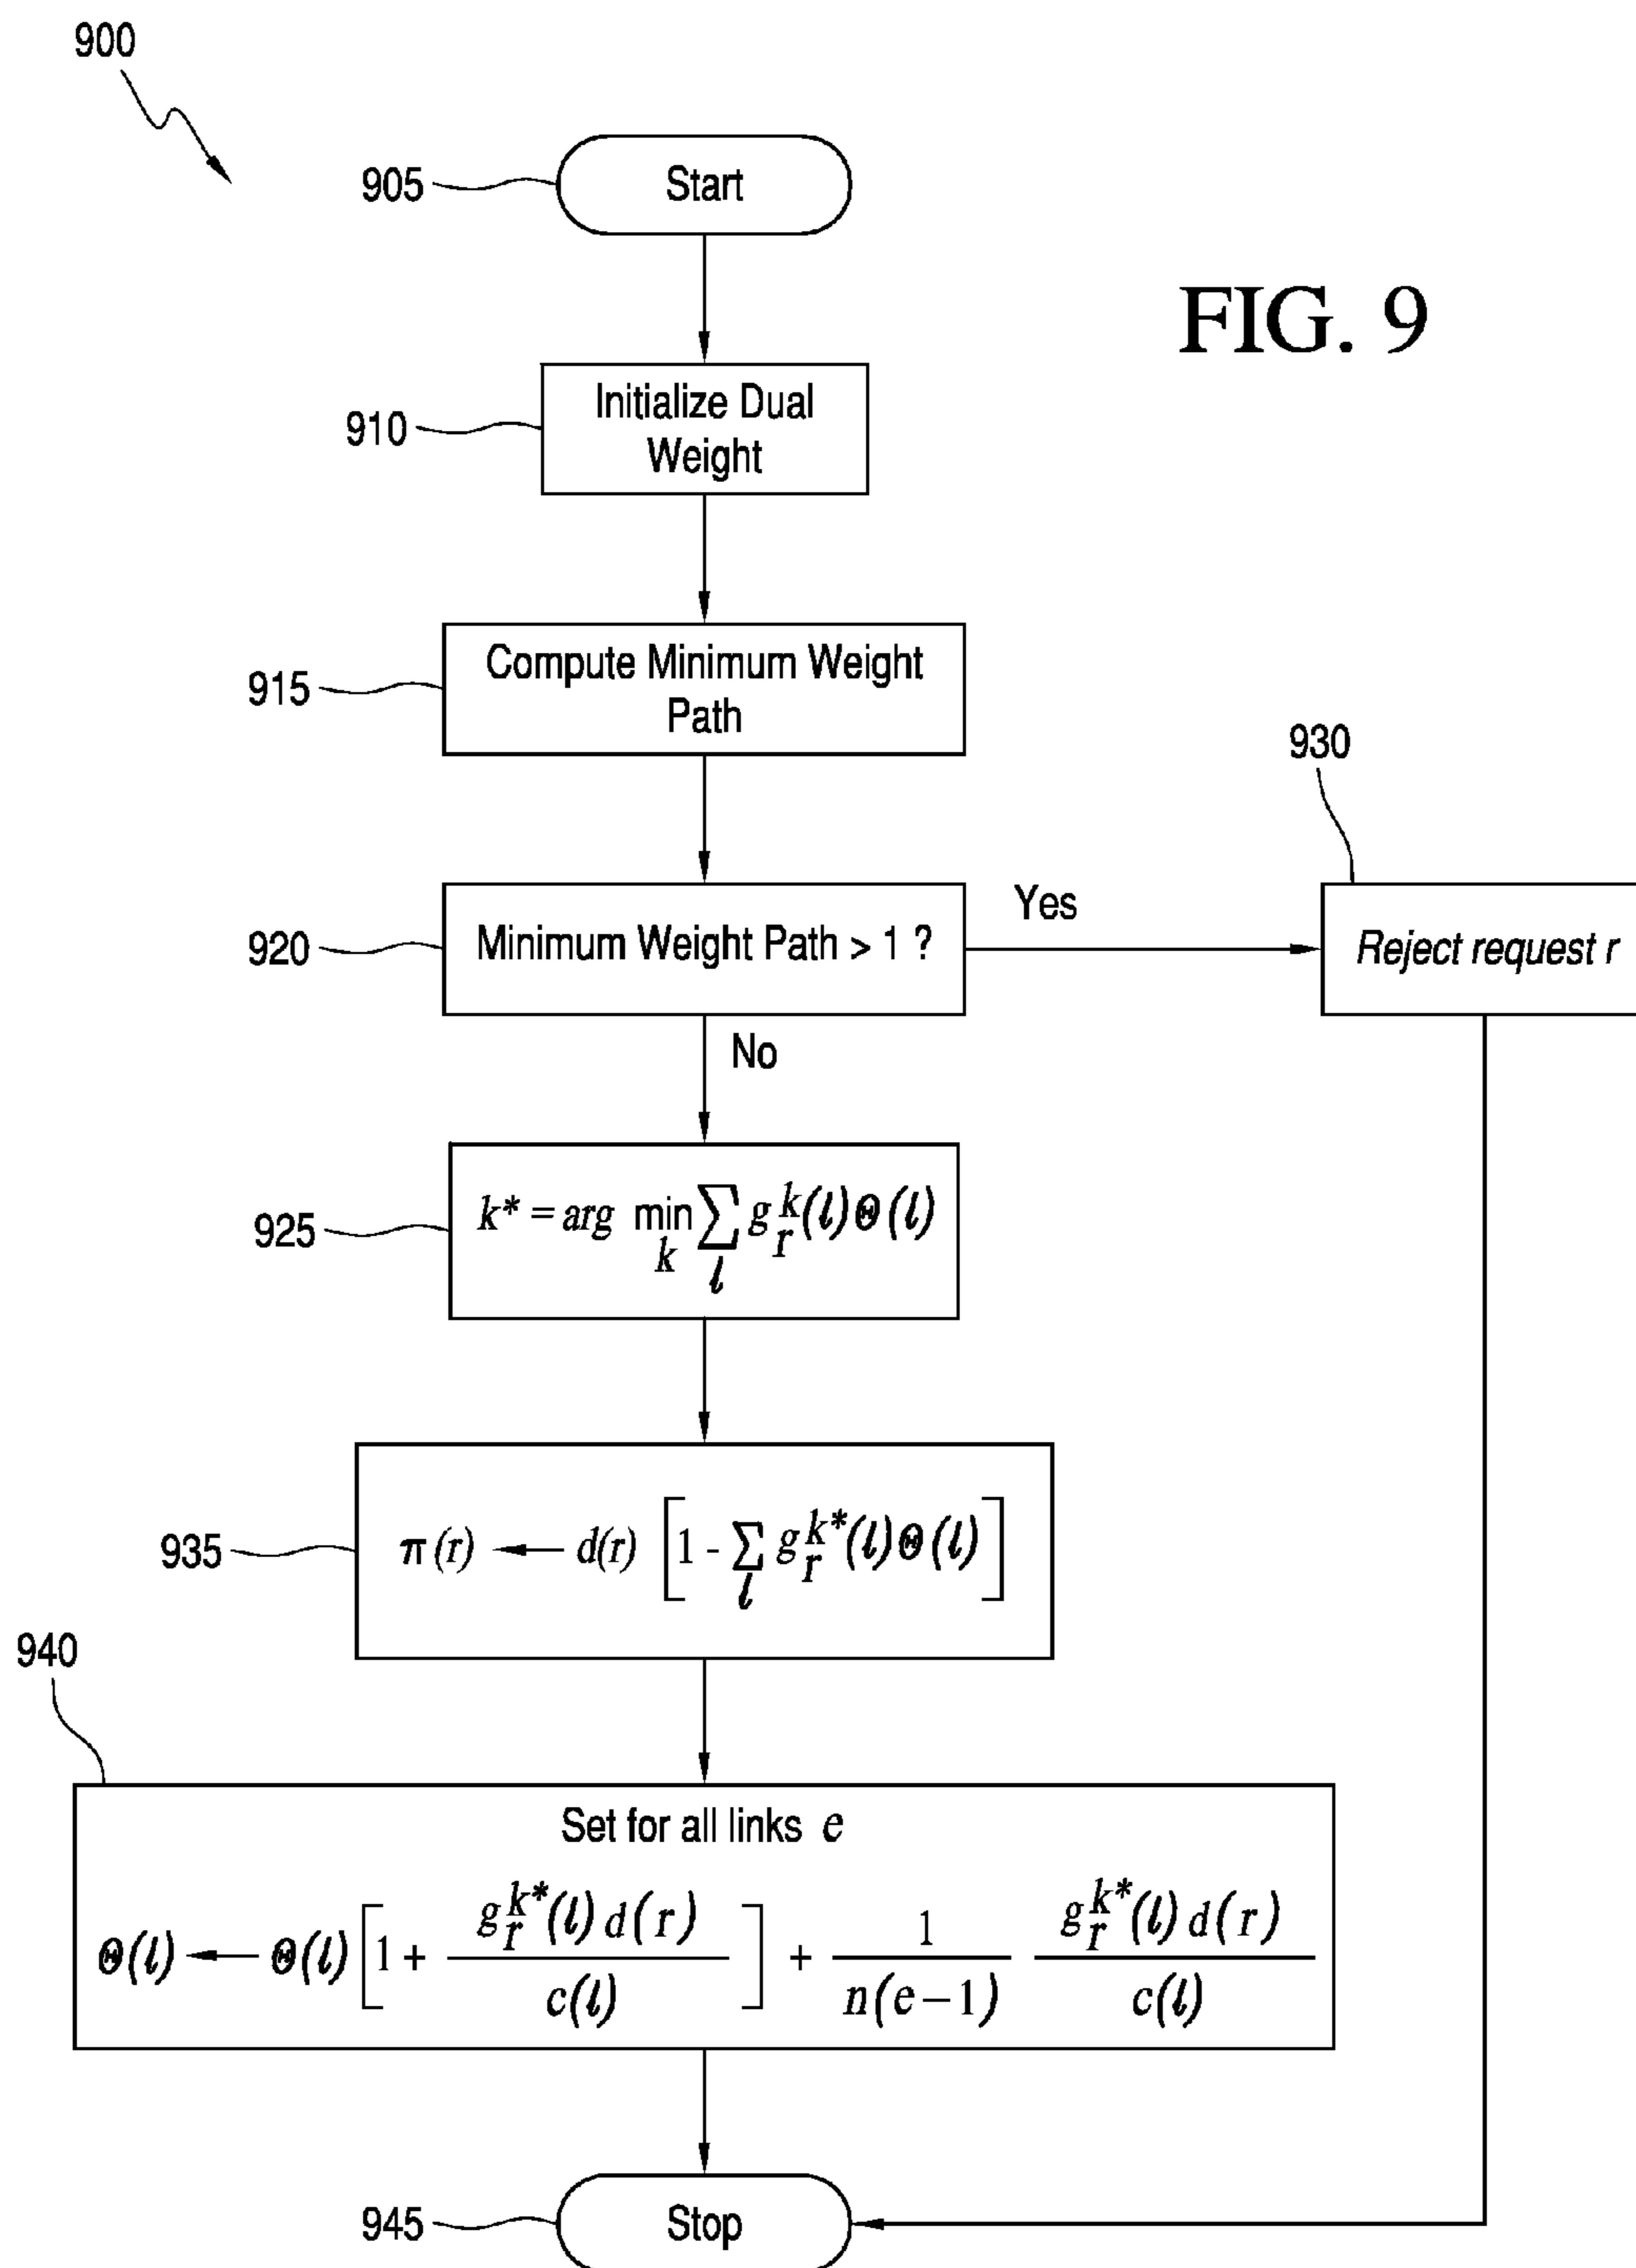 900
905
Start
FIG. 9
910
Initialize Dual
Weight
915
Compute Minimum Weight
Path
930
920
Minimum Weight Path > 1 ?
Yes
Reject request r
No
925
k* = arg min_k ∑_l g_r^k(l)Θ(l)
935
π(r) ← d(r) [1 - ∑_l g_r^k*(l)Θ(l)]
940
Set for all links e
Θ(l) ← Θ(l) [1 + g_r^k*(l) d(r) / c(l)] + 1 / n(e–1) g_r^k*(l) d(r) / c(l)
945
Stop